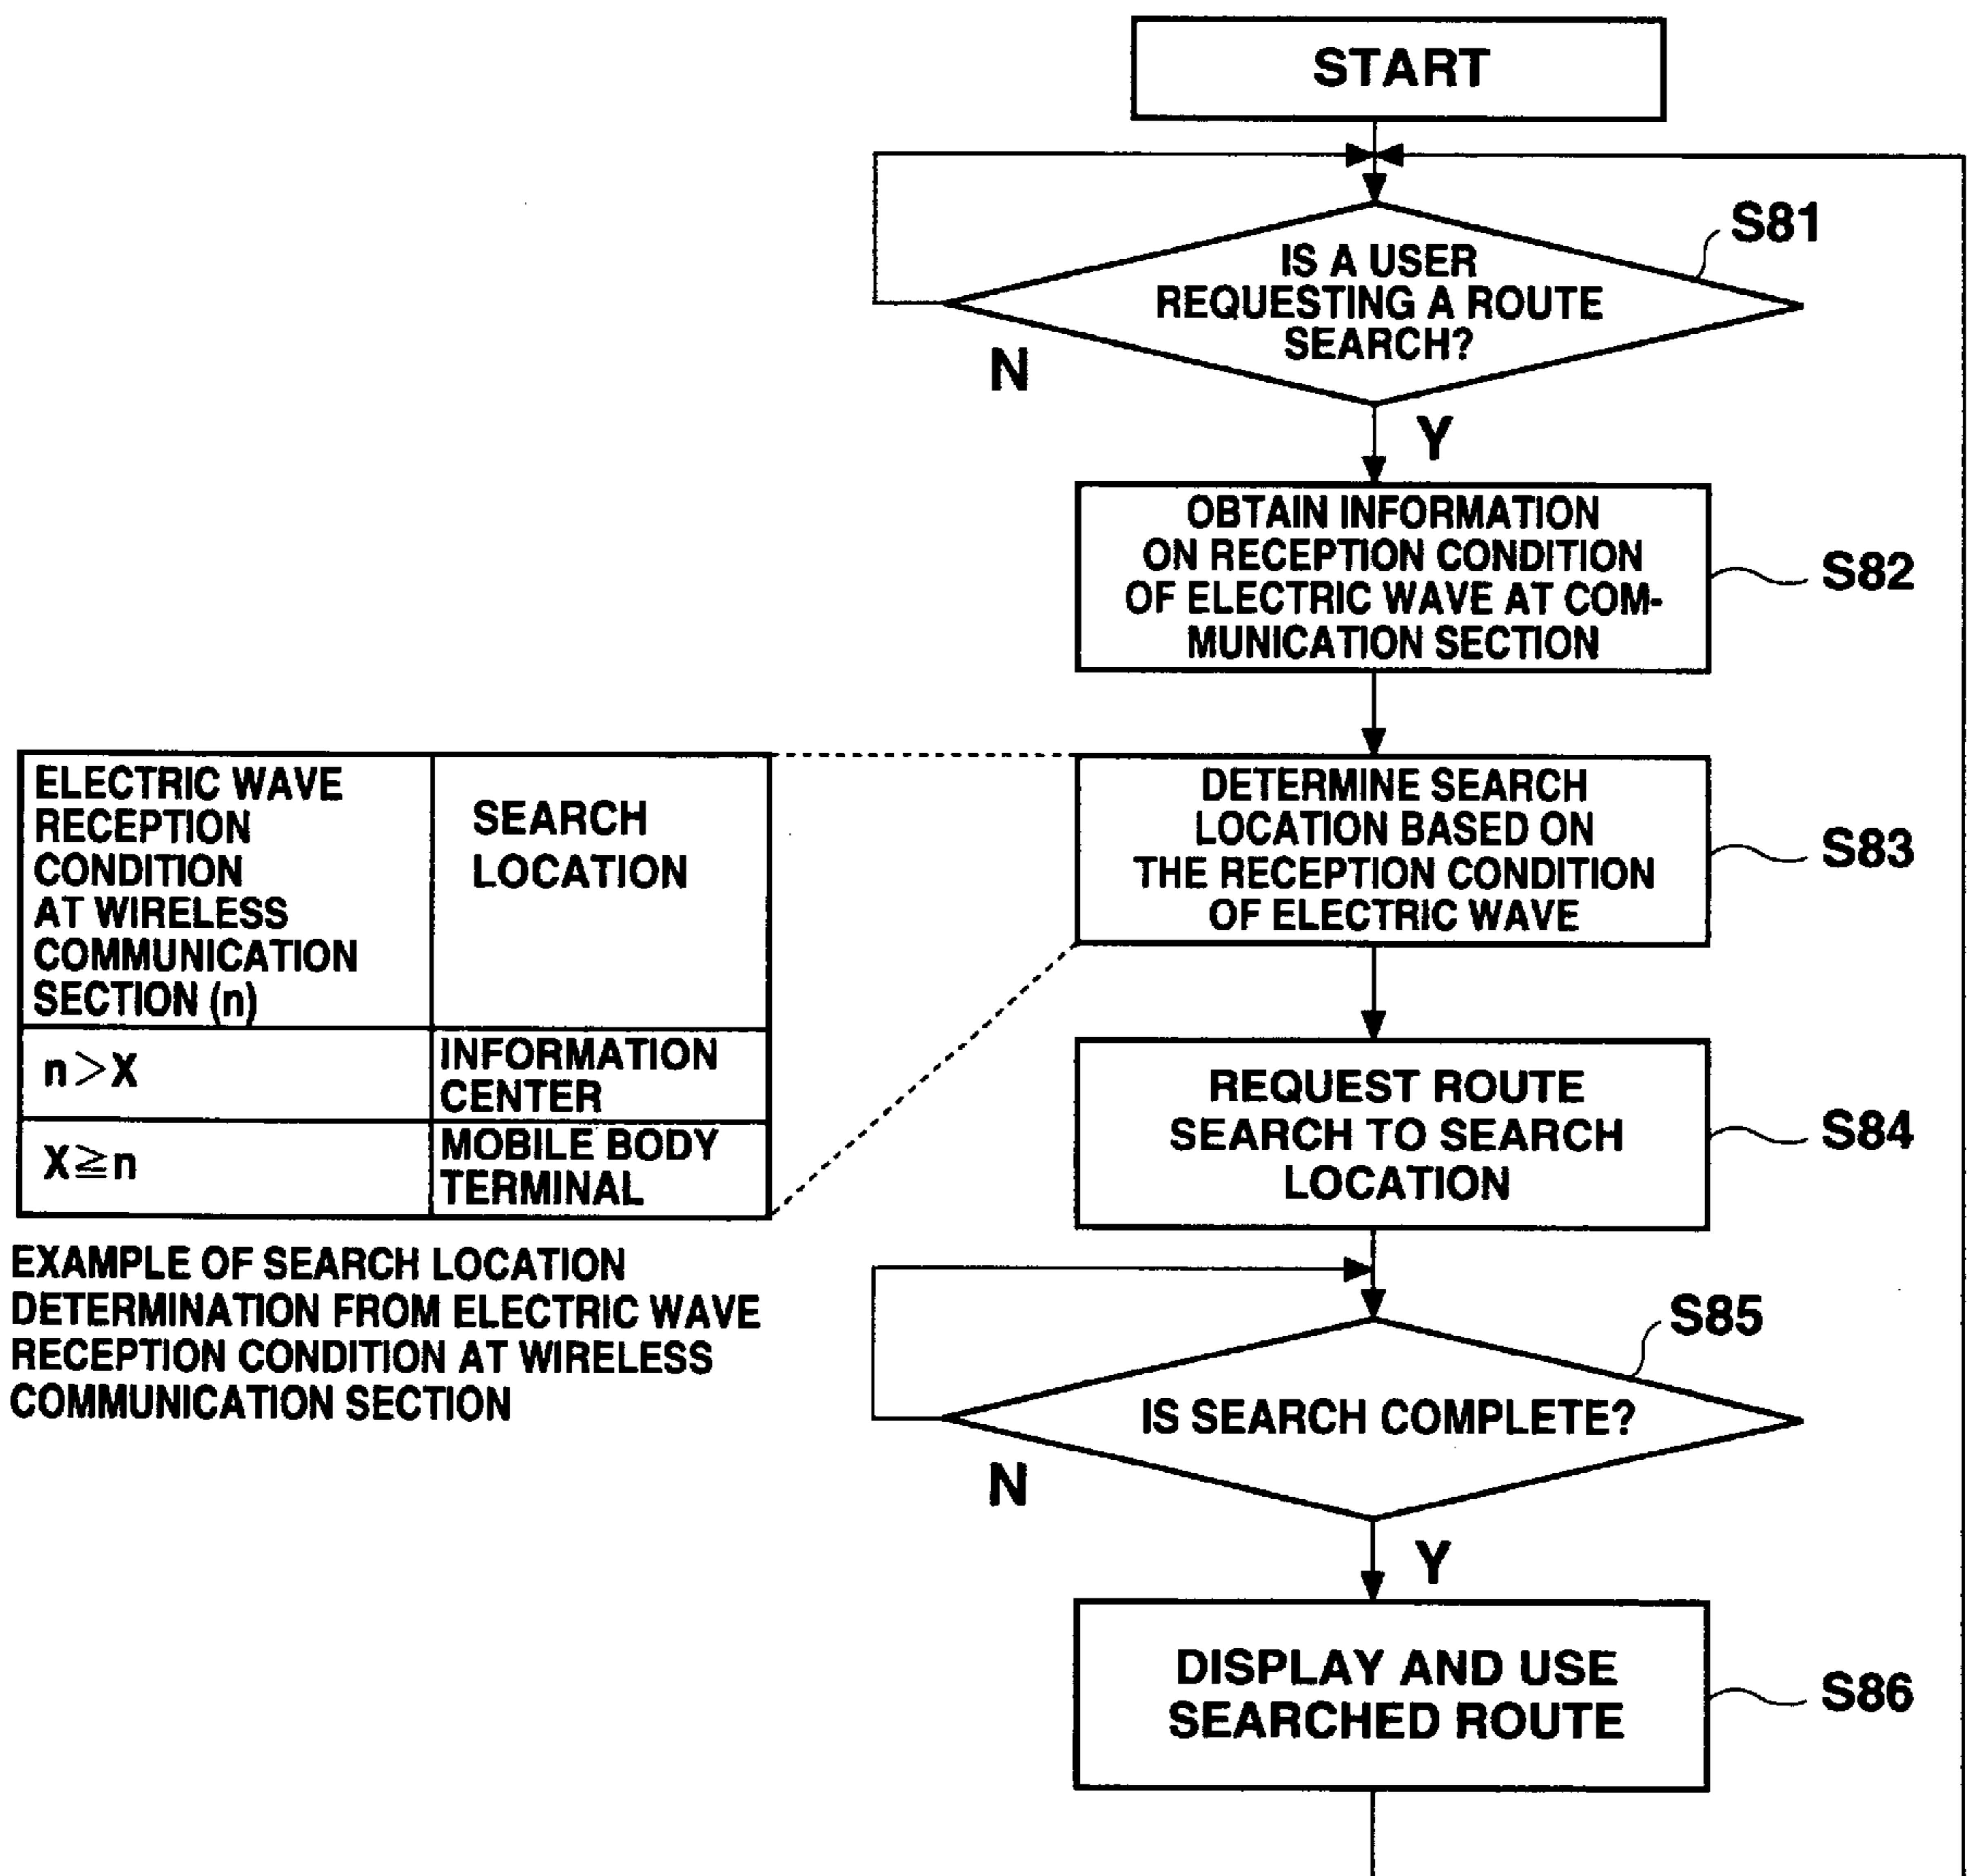 START
S81
IS A USER
REQUESTING A ROUTE
SEARCH?
N
Y
OBTAIN INFORMATION
ON RECEPTION CONDITION
OF ELECTRIC WAVE AT COM-
MUNICATION SECTION
S82
ELECTRIC WAVE
RECEPTION
CONDITION
AT WIRELESS
COMMUNICATION
SECTION (n)
SEARCH
LOCATION
n>X
INFORMATION
CENTER
X≧n
MOBILE BODY
TERMINAL
EXAMPLE OF SEARCH LOCATION
DETERMINATION FROM ELECTRIC WAVE
RECEPTION CONDITION AT WIRELESS
COMMUNICATION SECTION
DETERMINE SEARCH
LOCATION BASED ON
THE RECEPTION CONDITION
OF ELECTRIC WAVE
S83
REQUEST ROUTE
SEARCH TO SEARCH
LOCATION
S84
S85
IS SEARCH COMPLETE?
N
Y
DISPLAY AND USE
SEARCHED ROUTE
S86